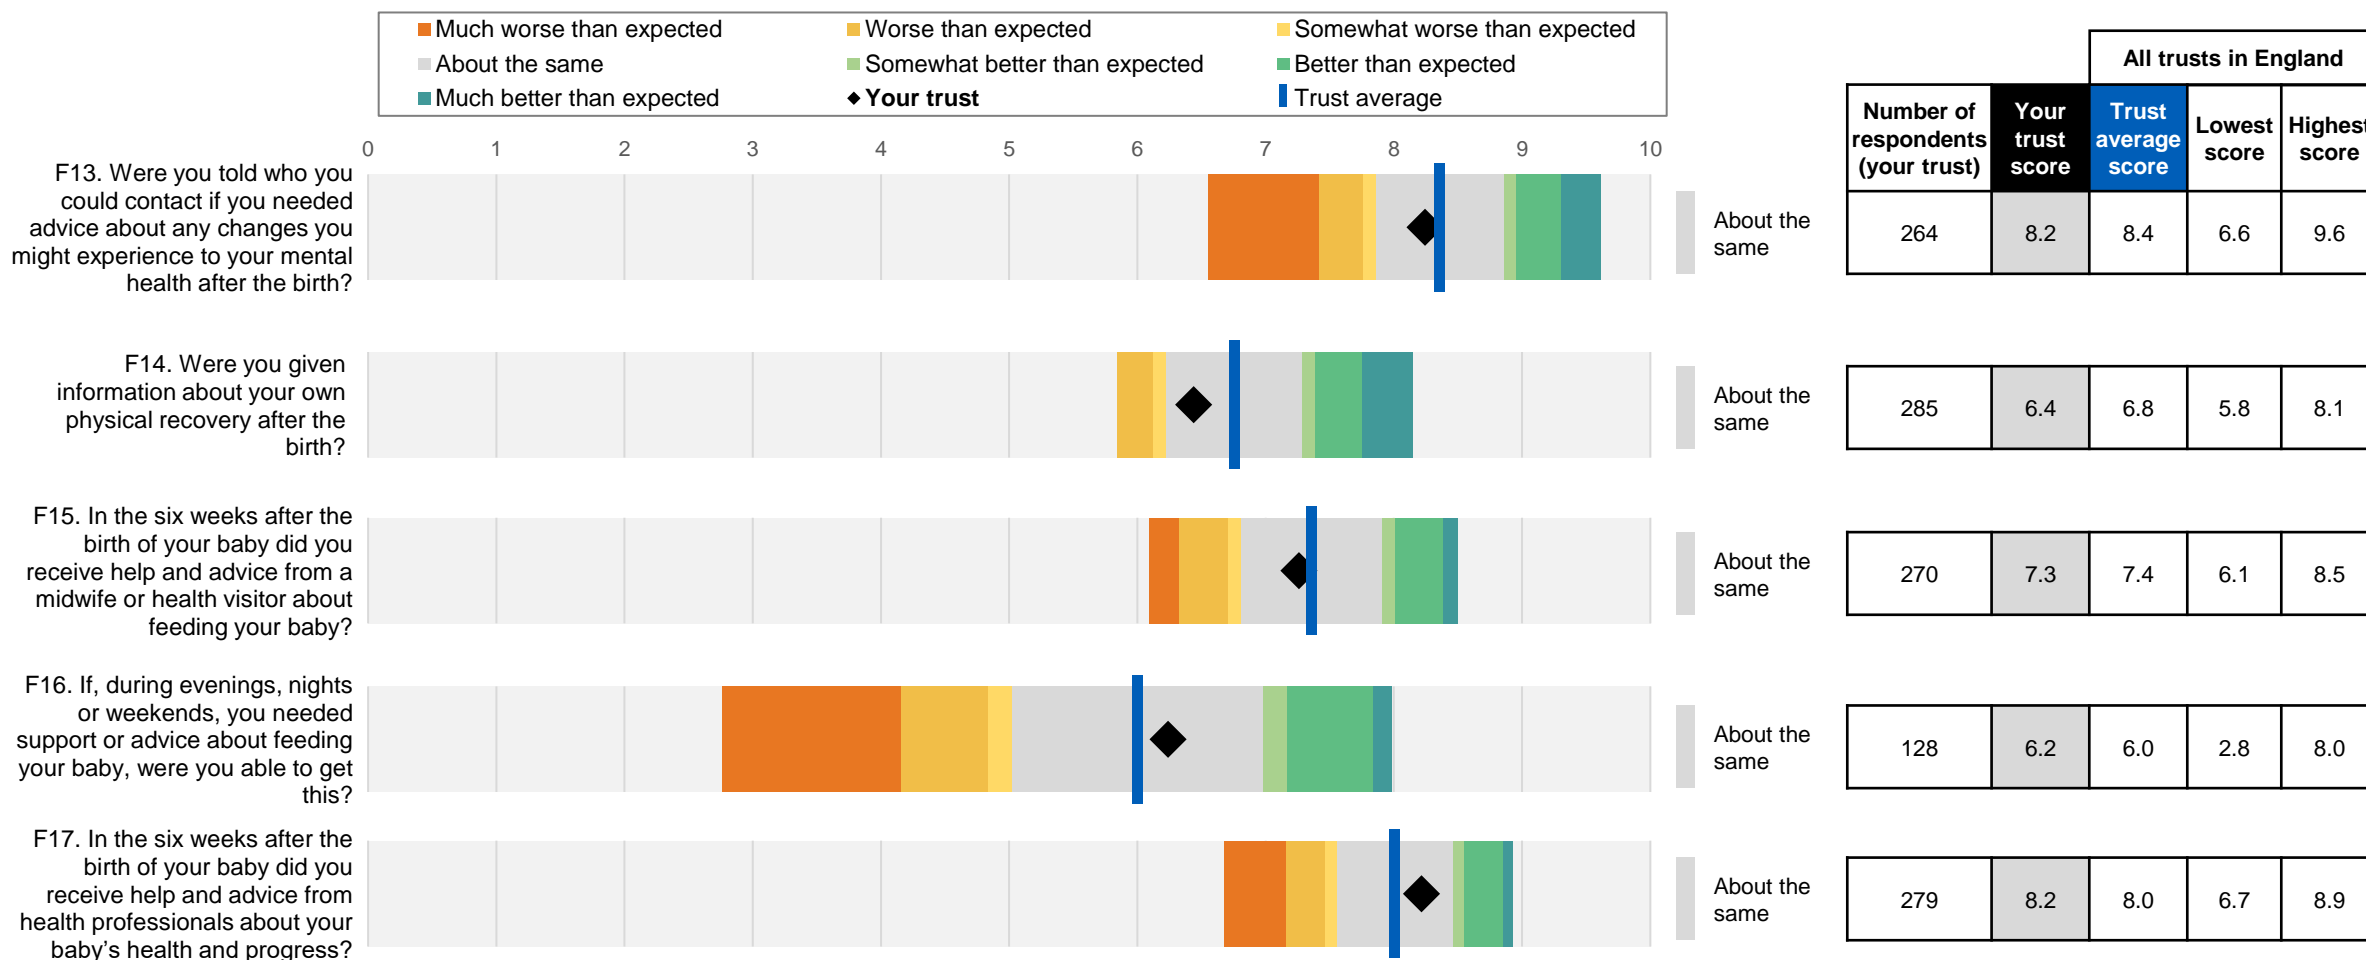 Much worse than expected
Worse than expected
Somewhat worse than expected
About the same
Somewhat better than expected
Better than expected
Much better than expected
Your trust
Trust average
All trusts in England
Number of
respondents
(your trust)
Your
trust
score
Trust
average
score
Lowest
score
Highest
score
0 1 2 3 4 5 6 7 8 9 10
F13. Were you told who you
could contact if you needed
advice about any changes you
might experience to your mental
health after the birth?
About the
same
264 8.2 8.4 6.6 9.6
F14. Were you given
information about your own
physical recovery after the
birth?
About the
same
285 6.4 6.8 5.8 8.1
F15. In the six weeks after the
birth of your baby did you
receive help and advice from a
midwife or health visitor about
feeding your baby?
About the
same
270 7.3 7.4 6.1 8.5
F16. If, during evenings, nights
or weekends, you needed
support or advice about feeding
your baby, were you able to get
this?
About the
same
128 6.2 6.0 2.8 8.0
F17. In the six weeks after the
birth of your baby did you
receive help and advice from
health professionals about your
baby’s health and progress?
About the
same
279 8.2 8.0 6.7 8.9